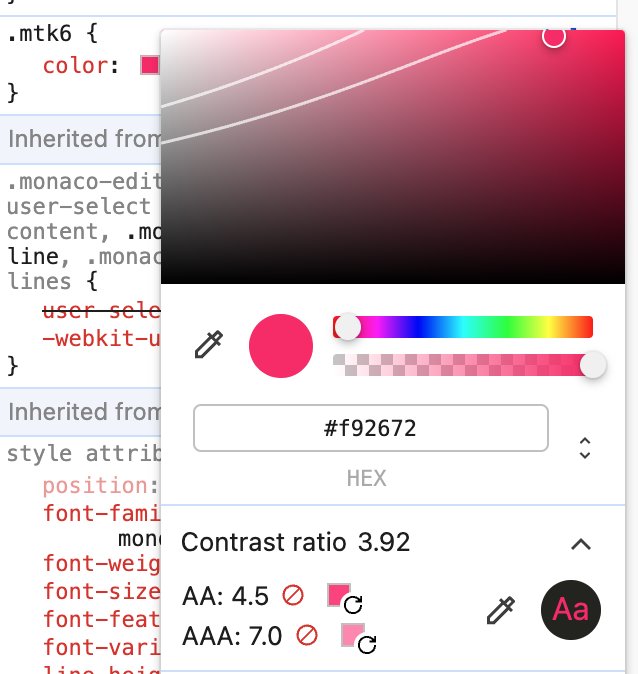 .mtk6 {
color:
}
Inherited from
.monaco-edit
user-select
content, .mo
line, .monac
lines {
user-sele
-webkit-u
}
Inherited from
style attrib
position:
font-fami
mono
font-weig
font-size
font-feat
font-vari
line-heig
#f92672
HEX
Contrast ratio 3.92
AA: 4.5
AAA: 7.0
Aa